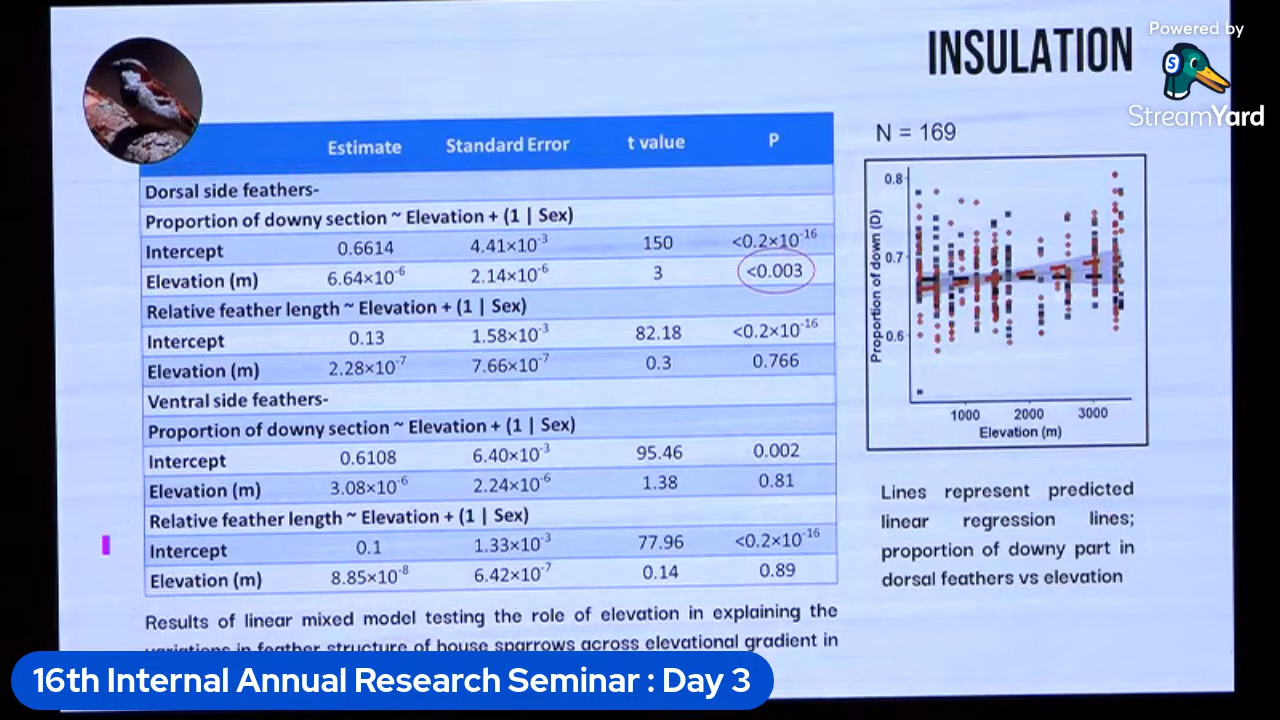 INSULATION
Powered by
StreamYard
Estimate Standard Error t value P
Dorsal side feathers-
Proportion of downy section ~ Elevation + (1 | Sex)
Intercept 0.6614 4.41×10⁻³ 150 <0.2×10⁻¹⁶
Elevation (m) 6.64×10⁻⁶ 2.14×10⁻⁶ 3 <0.003
Relative feather length ~ Elevation + (1 | Sex)
Intercept 0.13 1.58×10⁻³ 82.18 <0.2×10⁻¹⁶
Elevation (m) 2.28×10⁻⁷ 7.66×10⁻⁷ 0.3 0.766
Ventral side feathers-
Proportion of downy section ~ Elevation + (1 | Sex)
Intercept 0.6108 6.40×10⁻³ 95.46 0.002
Elevation (m) 3.08×10⁻⁶ 2.24×10⁻⁶ 1.38 0.81
Relative feather length ~ Elevation + (1 | Sex)
Intercept 0.1 1.33×10⁻³ 77.96 <0.2×10⁻¹⁶
Elevation (m) 8.85×10⁻⁸ 6.42×10⁻⁷ 0.14 0.89
Results of linear mixed model testing the role of elevation in explaining the
variations in feather structure of house sparrows across elevational gradient in
N = 169
Proportion of down (D)
0.8
0.7
0.6
1000 2000 3000
Elevation (m)
Lines represent predicted
linear regression lines;
proportion of downy part in
dorsal feathers vs elevation
16th Internal Annual Research Seminar : Day 3